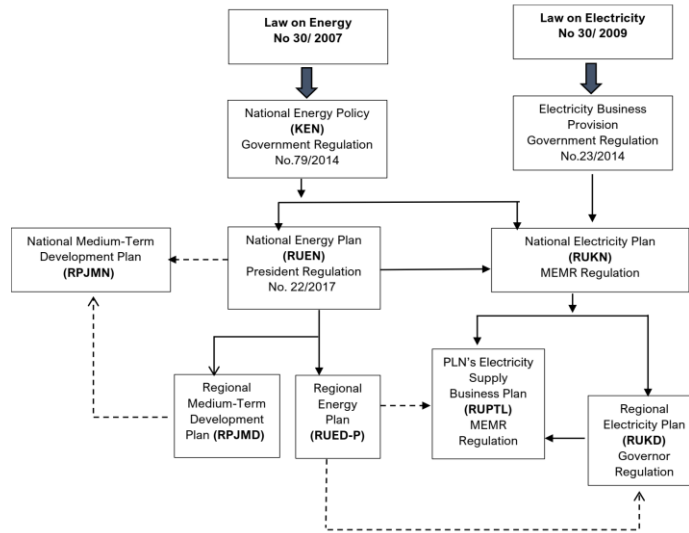 Law on Energy
No 30/ 2007
Law on Electricity
No 30/ 2009
National Energy Policy
(KEN)
Government Regulation
No.79/2014
Electricity Business
Provision
Government Regulation
No.23/2014
National Medium-Term
Development Plan
(RPJMN)
National Energy Plan
(RUEN)
President Regulation
No. 22/2017
National Electricity Plan
(RUKN)
MEMR Regulation
Regional
Medium-Term
Development
Plan (RPJMD)
Regional
Energy
Plan
(RUED-P)
PLN's Electricity
Supply
Business Plan
(RUPTL)
MEMR
Regulation
Regional
Electricity Plan
(RUKD)
Governor
Regulation